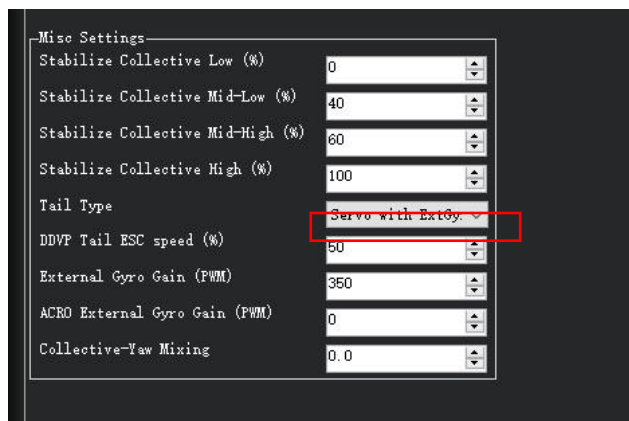 Misc Settings
Stabilize Collective Low (%) 0
Stabilize Collective Mid-Low (%) 40
Stabilize Collective Mid-High (%) 60
Stabilize Collective High (%) 100
Tail Type Servo with ExtGy.
DDVP Tail ESC speed (%) 50
External Gyro Gain (PWM) 350
ACRO External Gyro Gain (PWM) 0
Collective-Yaw Mixing 0.0